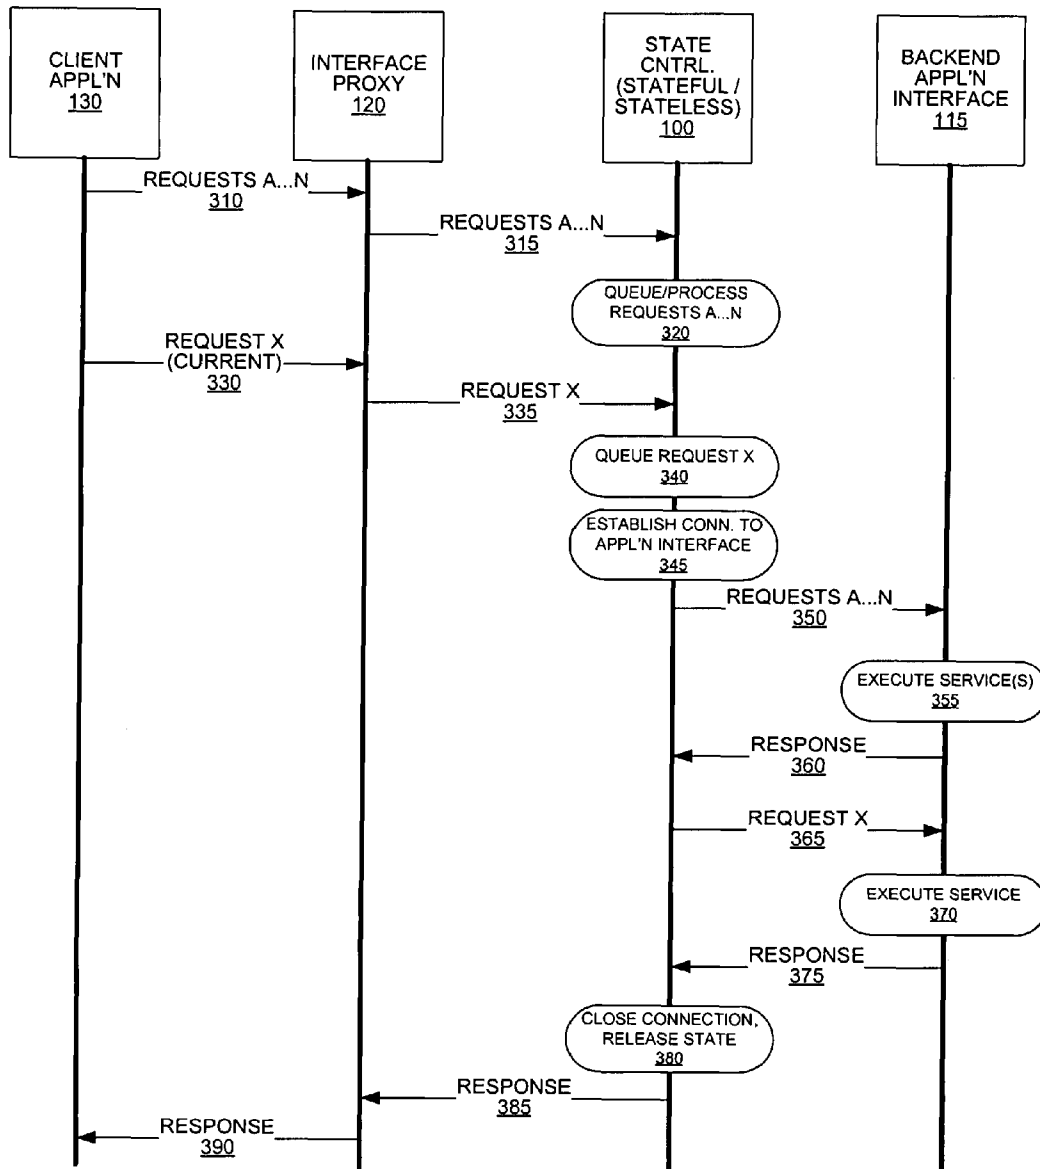 CLIENT
APPL'N
130
INTERFACE
PROXY
120
STATE
CNTRL.
(STATEFUL /
STATELESS)
100
BACKEND
APPL'N
INTERFACE
115
REQUESTS A...N
310
REQUESTS A...N
315
QUEUE/PROCESS
REQUESTS A...N
320
REQUEST X
(CURRENT)
330
REQUEST X
335
QUEUE REQUEST X
340
ESTABLISH CONN. TO
APPL'N INTERFACE
345
REQUESTS A...N
350
EXECUTE SERVICE(S)
355
RESPONSE
360
REQUEST X
365
EXECUTE SERVICE
370
RESPONSE
375
CLOSE CONNECTION,
RELEASE STATE
380
RESPONSE
385
RESPONSE
390